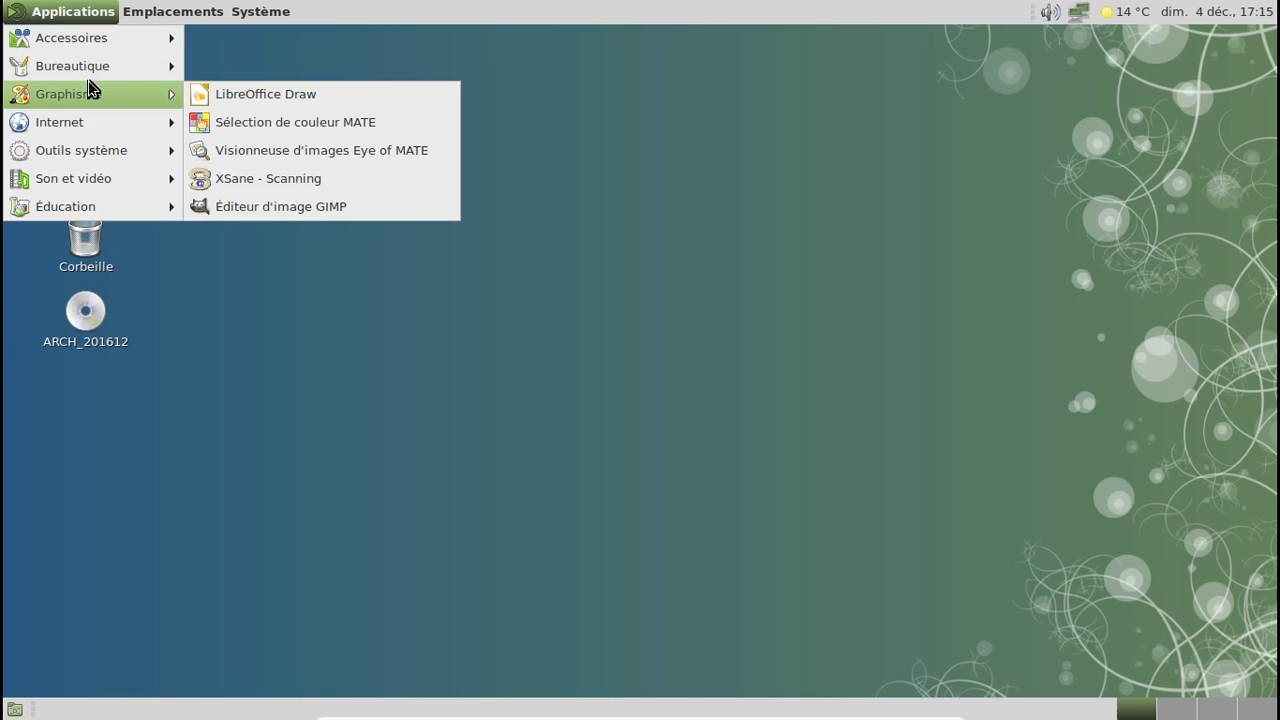 Applications Emplacements Système 14 °C dim. 4 déc., 17:15
Accessoires
Bureautique
Graphisme LibreOffice Draw
Internet Sélection de couleur MATE
Outils système Visionneuse d'images Eye of MATE
Son et vidéo XSane - Scanning
Éducation Éditeur d'image GIMP
Corbeille
ARCH_201612